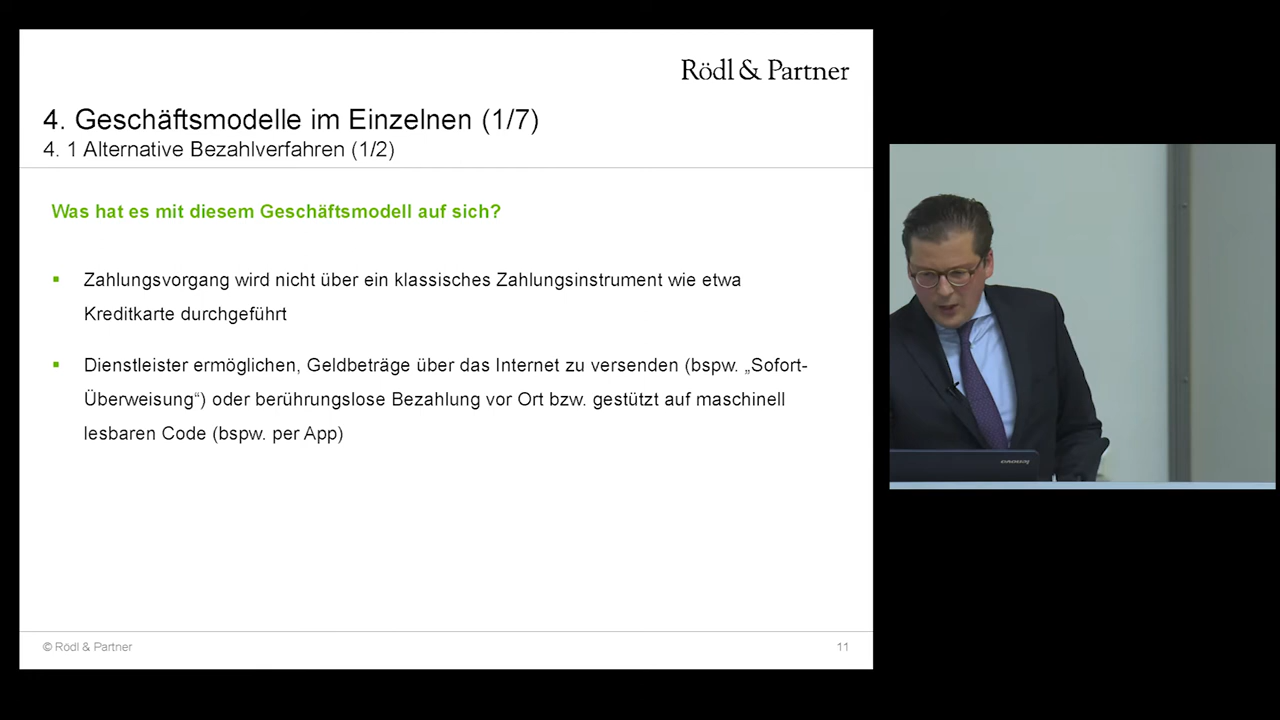 Rödl & Partner
4. Geschäftsmodelle im Einzelnen (1/7)
4. 1 Alternative Bezahlverfahren (1/2)
Was hat es mit diesem Geschäftsmodell auf sich?
▪ Zahlungsvorgang wird nicht über ein klassisches Zahlungsinstrument wie etwa
Kreditkarte durchgeführt
▪ Dienstleister ermöglichen, Geldbeträge über das Internet zu versenden (bspw. „Sofort-
Überweisung“) oder berührungslose Bezahlung vor Ort bzw. gestützt auf maschinell
lesbaren Code (bspw. per App)
© Rödl & Partner
11
lenovo